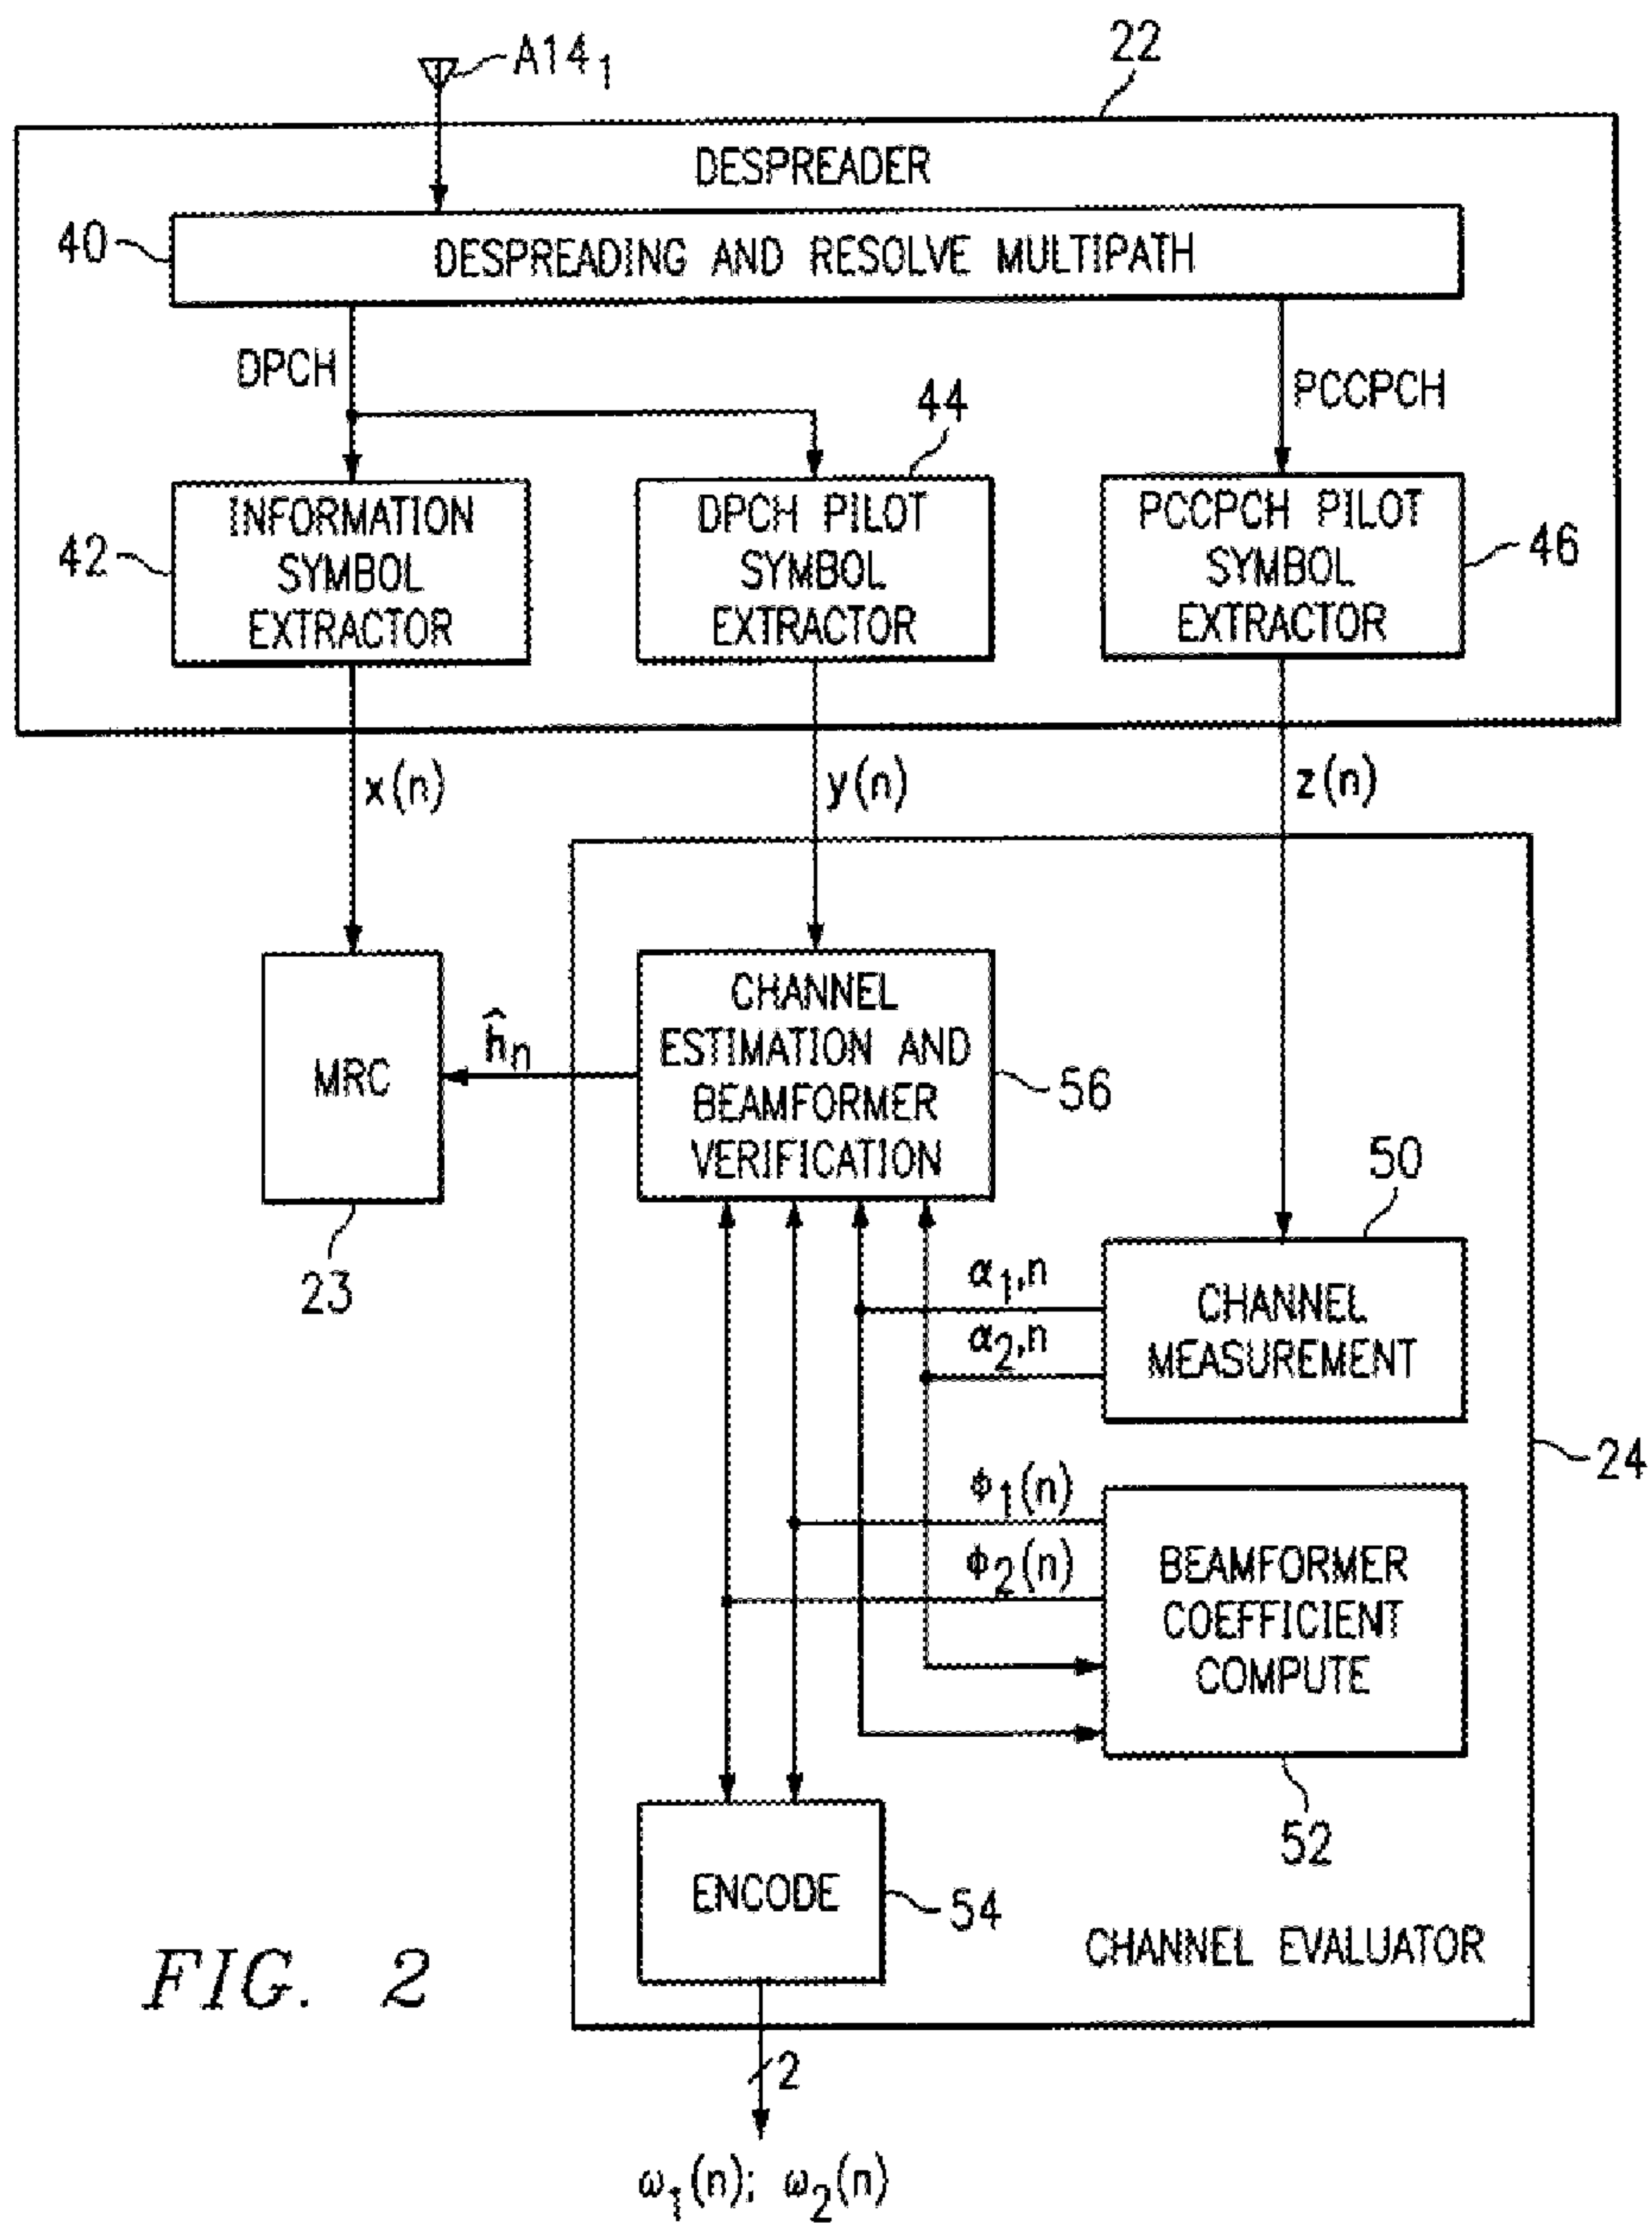 22
A14₁
DESPREADER
40
DESPREADING AND RESOLVE MULTIPATH
DPCH
PCCPCH
44
42
INFORMATION
SYMBOL
EXTRACTOR
DPCH PILOT
SYMBOL
EXTRACTOR
PCCPCH PILOT
SYMBOL
EXTRACTOR
46
x(n)
y(n)
z(n)
MRC
23
ĥₙ
CHANNEL
ESTIMATION AND
BEAMFORMER
VERIFICATION
56
50
α₁,n
α₂,n
CHANNEL
MEASUREMENT
24
ϕ₁(n)
ϕ₂(n)
BEAMFORMER
COEFFICIENT
COMPUTE
52
ENCODE
54
CHANNEL EVALUATOR
FIG. 2
2
ω₁(n); ω₂(n)